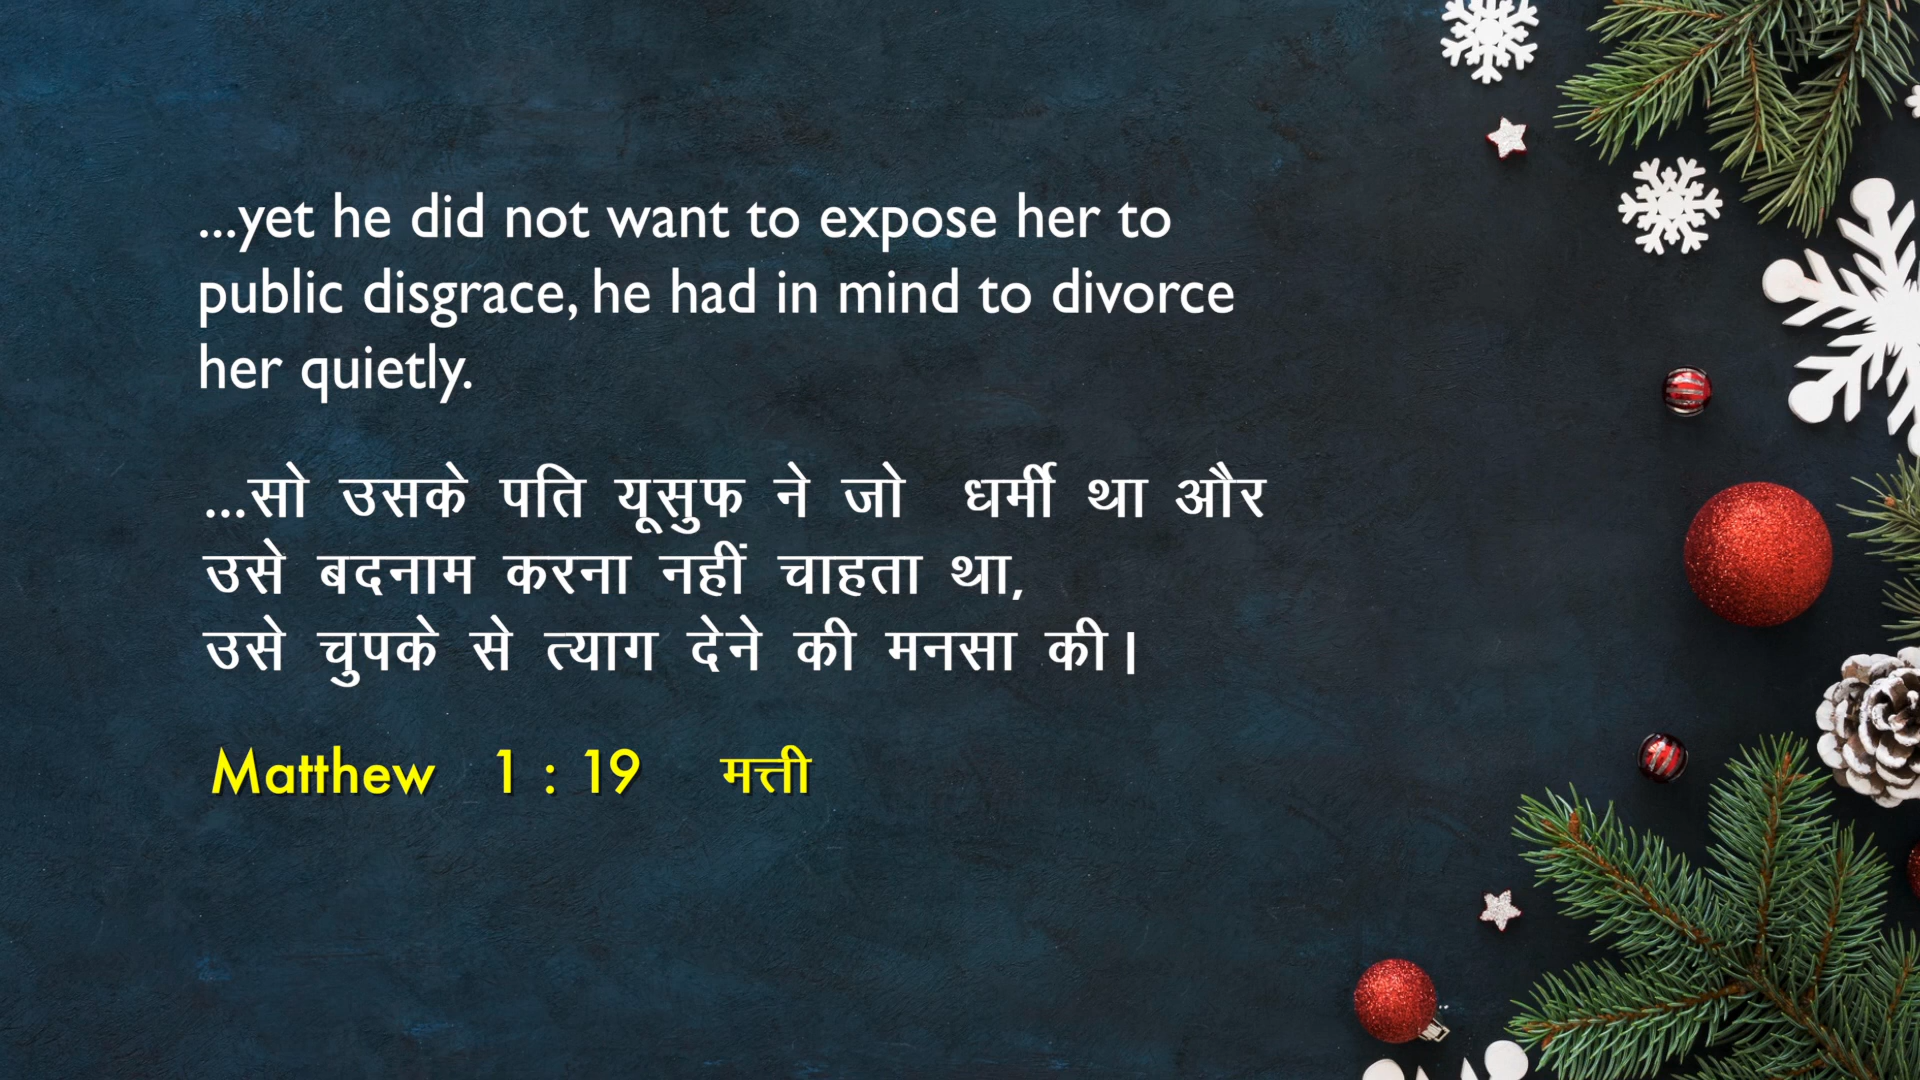 ...yet he did not want to expose her to
public disgrace, he had in mind to divorce
her quietly.
...सो उसके पति यूसुफ ने जो धर्मी था और
उसे बदनाम करना नहीं चाहता था,
उसे चुपके से त्याग देने की मनसा की।
Matthew 1 : 19 मत्ती